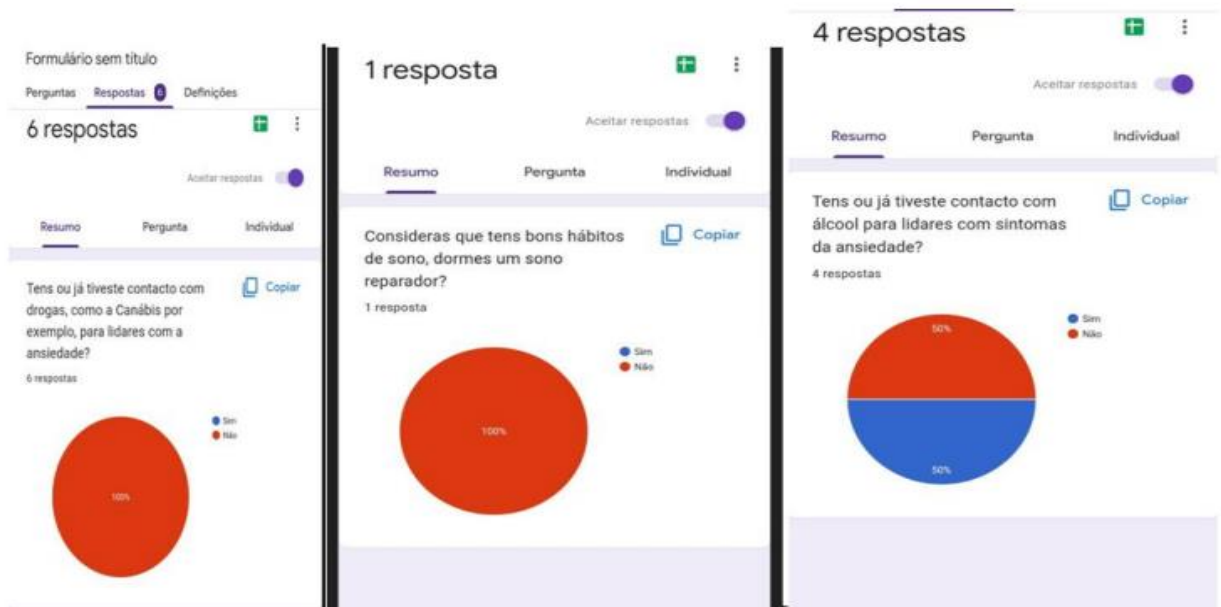 Formulário sem título
Perguntas Respostas 6 Definições
6 respostas
Aceitar respostas
Resumo Pergunta Individual
Tens ou já tiveste contacto com
drogas, como a Canábis por
exemplo, para lidares com a
ansiedade?
Copiar
6 respostas
Sim
Não
100%
1 resposta
Aceitar respostas
Resumo Pergunta Individual
Consideras que tens bons hábitos
de sono, dormes um sono
reparador?
Copiar
1 resposta
Sim
Não
100%
4 respostas
Aceitar respostas
Resumo Pergunta Individual
Tens ou já tiveste contacto com
álcool para lidares com sintomas
da ansiedade?
Copiar
4 respostas
Sim
Não
50%
50%